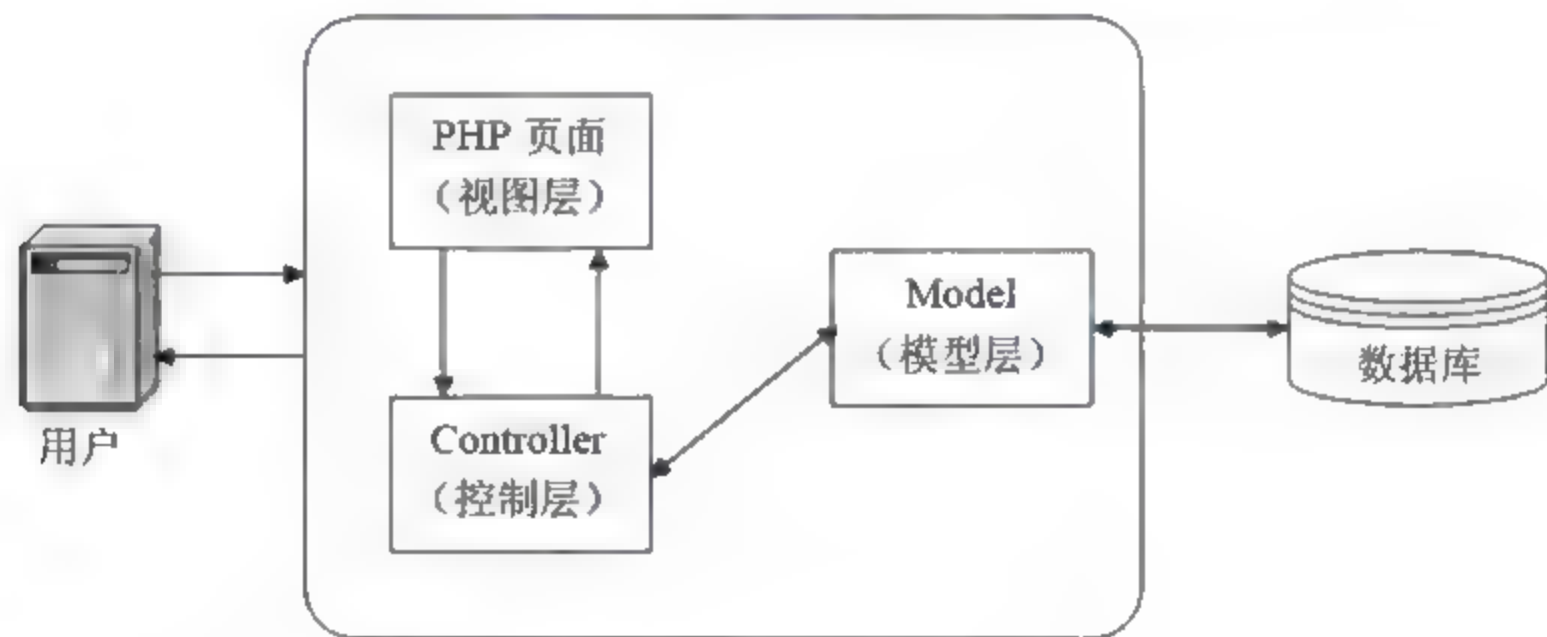 PHP 页面
（视图层）
用户
Controller
（控制层）
Model
（模型层）
数据库